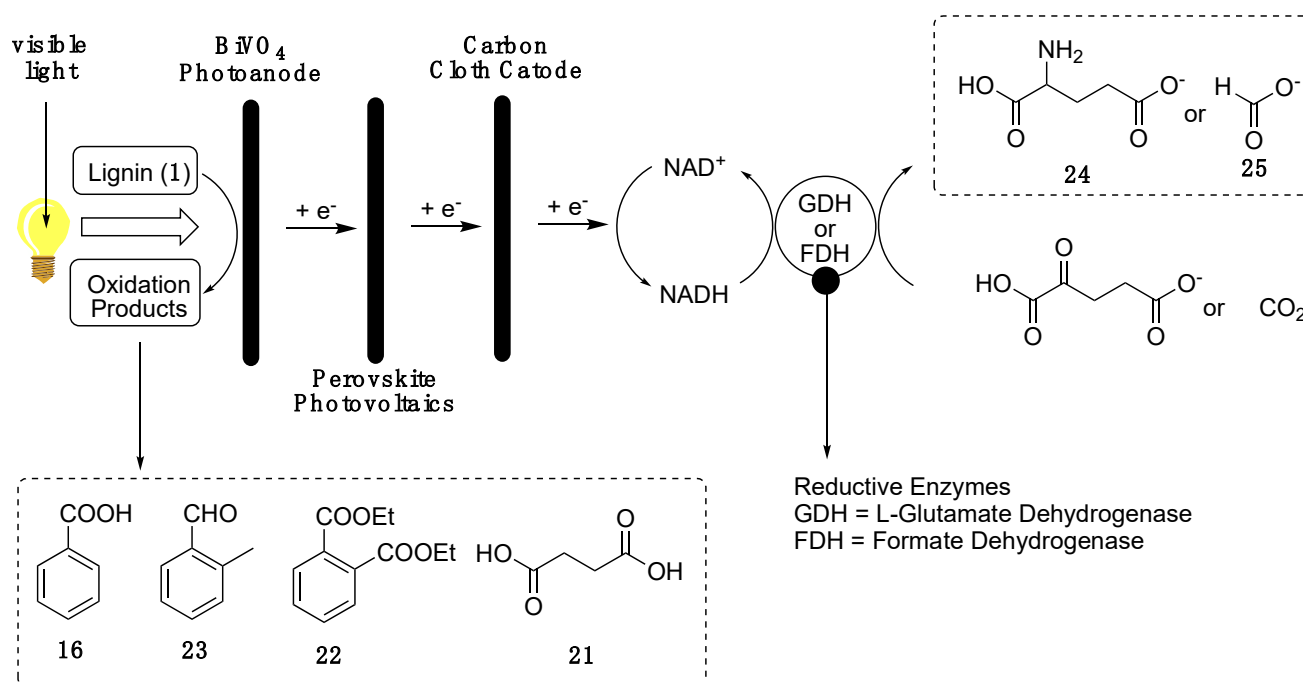 visible
light
BiVO4
Photoanode
Carbon
Cloth Catode
Lignin (1)
Oxidation
Products
+ e-
+ e-
+ e-
Perovskite
Photovoltaics
NAD+
NADH
GDH
or
FDH
NH2
HO
O
O
O-
or
H
O-
O
24
25
O
HO
O
O
O-
or
CO2
Reductive Enzymes
GDH = L-Glutamate Dehydrogenase
FDH = Formate Dehydrogenase
COOH
16
CHO
23
COOEt
COOEt
22
HO
O
O
OH
21